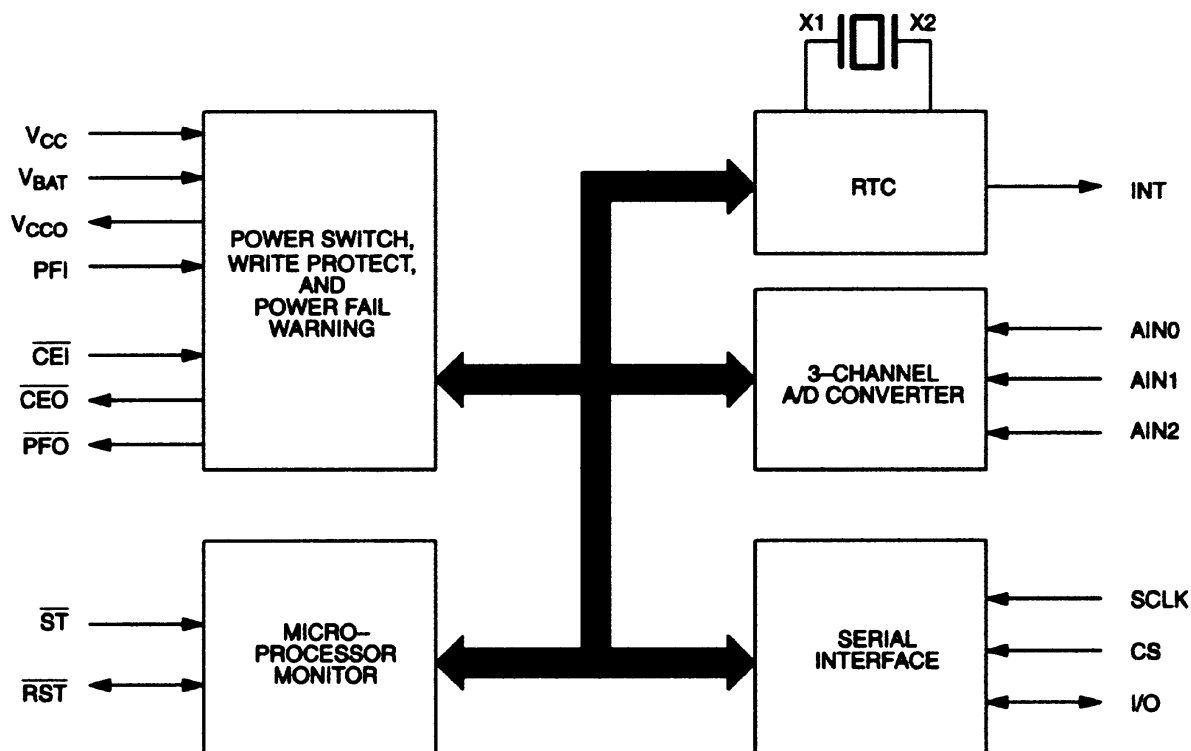 X1 X2
VCC
VBAT
VCCO
PFI
CEI
CEO
PFO
POWER SWITCH,
WRITE PROTECT,
AND
POWER FAIL
WARNING
RTC
INT
3–CHANNEL
A/D CONVERTER
AIN0
AIN1
AIN2
ST
RST
MICRO–
PROCESSOR
MONITOR
SERIAL
INTERFACE
SCLK
CS
I/O